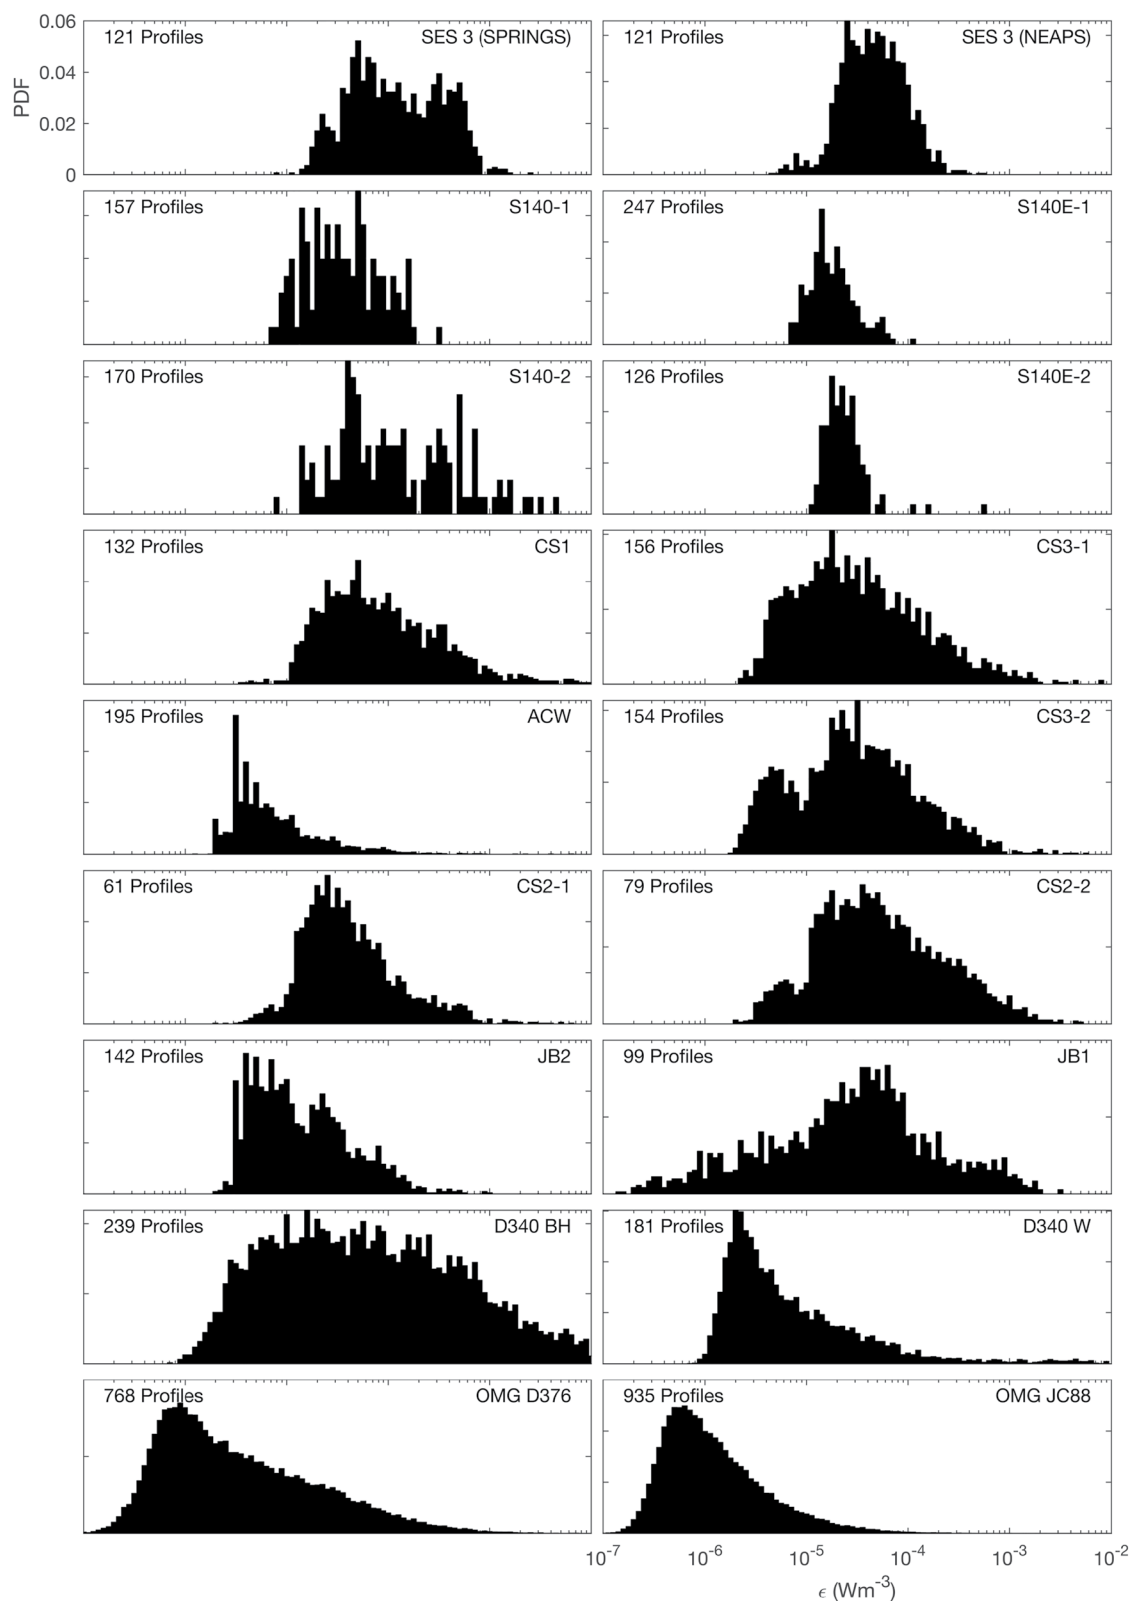 0.06
121 Profiles SES 3 (SPRINGS)
121 Profiles SES 3 (NEAPS)
0.04
PDF
0.02
0
157 Profiles S140-1
247 Profiles S140E-1
170 Profiles S140-2
126 Profiles S140E-2
132 Profiles CS1
156 Profiles CS3-1
195 Profiles ACW
154 Profiles CS3-2
61 Profiles CS2-1
79 Profiles CS2-2
142 Profiles JB2
99 Profiles JB1
239 Profiles D340 BH
181 Profiles D340 W
768 Profiles OMG D376
935 Profiles OMG JC88
10⁻⁷ 10⁻⁶ 10⁻⁵ 10⁻⁴ 10⁻³ 10⁻²
ϵ (Wm⁻³)